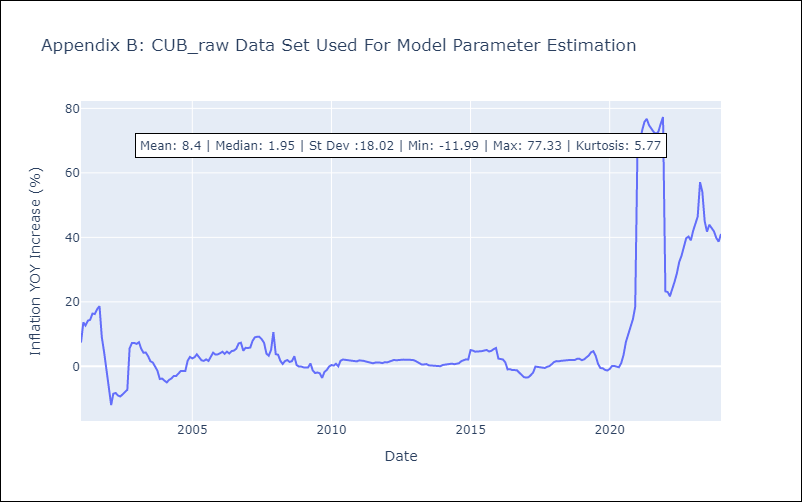 Appendix B: CUB_raw Data Set Used For Model Parameter Estimation
80
Mean: 8.4 | Median: 1.95 | St Dev :18.02 | Min: -11.99 | Max: 77.33 | Kurtosis: 5.77
60
40
20
0
Inflation YOY Increase (%)
2005
2010
2015
2020
Date